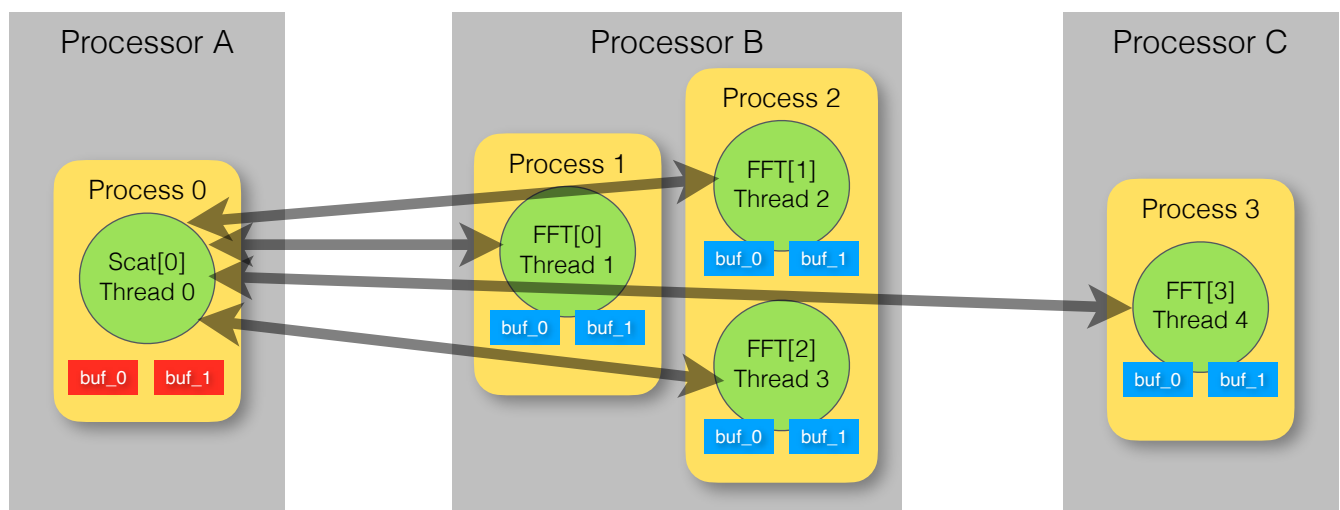 Processor A
Process 0
Scat[0]
Thread 0
buf_0
buf_1
Processor B
Process 1
FFT[0]
Thread 1
buf_0
buf_1
Process 2
FFT[1]
Thread 2
buf_0
buf_1
FFT[2]
Thread 3
buf_0
buf_1
Processor C
Process 3
FFT[3]
Thread 4
buf_0
buf_1